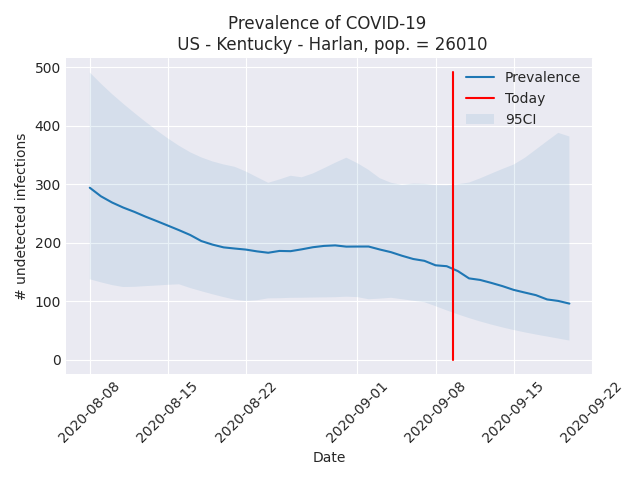 Prevalence of COVID-19
US - Kentucky - Harlan, pop. = 26010
500
400
300
200
100
0
# undetected infections
Prevalence
Today
95CI
2020-08-08
2020-08-15
2020-08-22
2020-09-01
2020-09-08
2020-09-15
2020-09-22
Date